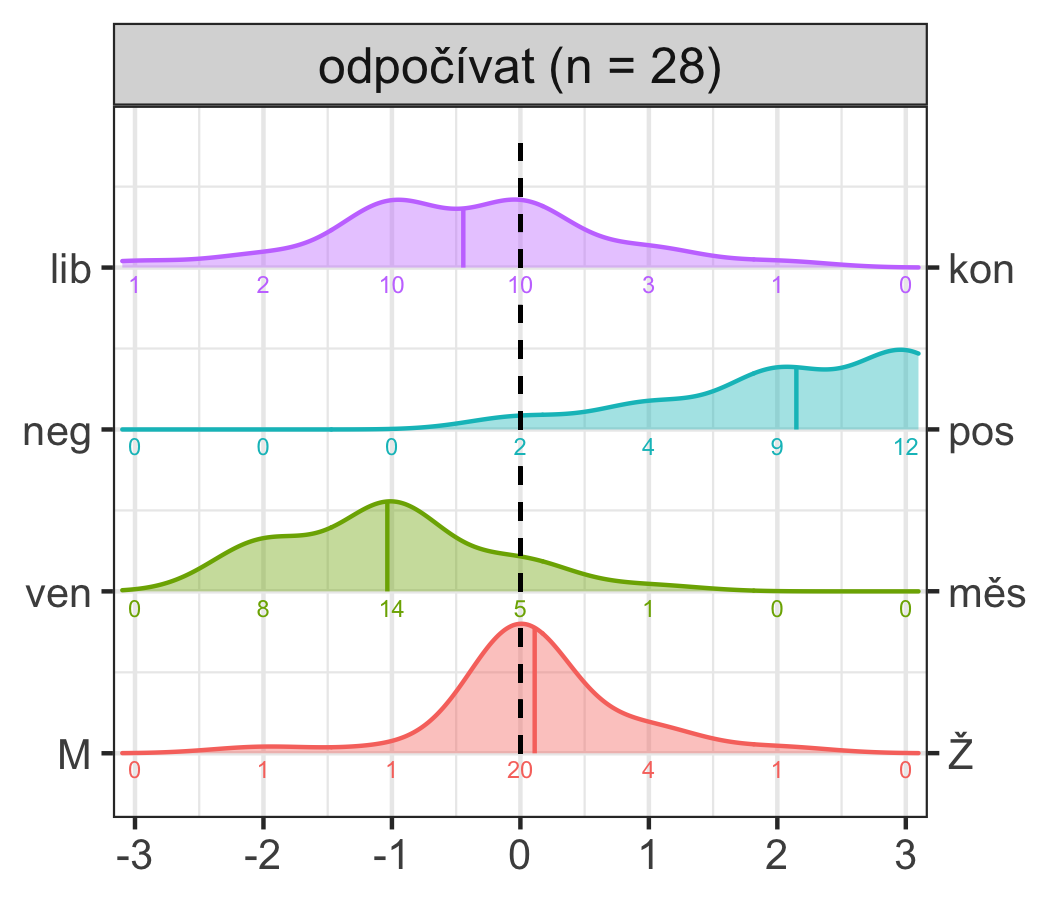 odpočívat (n = 28)
lib kon
1 2 10 10 3 1 0
neg pos
0 0 0 2 4 9 12
ven měs
0 8 14 5 1 0 0
M Ž
0 1 1 20 4 1 0
-3 -2 -1 0 1 2 3